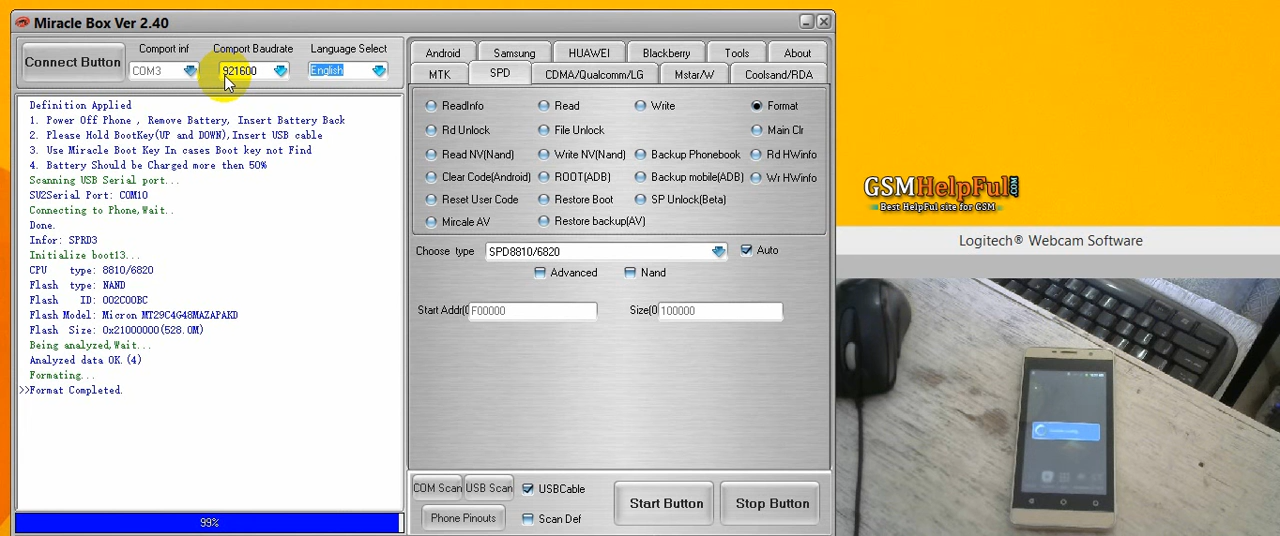 Miracle Box Ver 2.40
Connect Button
Comport inf
Comport Baudrate
Language Select
COM3
921600
English
Definition Applied
1. Power Off Phone , Remove Battery, Insert Battery Back
2. Please Hold BootKey(UP and DOWN),Insert USB cable
3. Use Miracle Boot Key In cases Boot key not Find
4. Battery Should be Charged more then 50%
Scanning USB Serial port...
SU2Serial Port: COM10
Connecting to Phone,Wait..
Done.
Infor: SPRD3
Initialize boot13...
CPU type: 8810/6820
Flash type: NAND
Flash ID: 002C00BC
Flash Model: Micron MT29C4G48MAZAPAKD
Flash Size: 0x21000000(528.0M)
Being analyzed,Wait...
Analyzed data OK.(4)
Formating...
>>Format Completed.
99%
Android
Samsung
HUAWEI
Blackberry
Tools
About
MTK
SPD
CDMA/Qualcomm/LG
Mstar/W
Coolsand/RDA
ReadInfo
Read
Write
Format
Rd Unlock
File Unlock
Main Clr
Read NV(Nand)
Write NV(Nand)
Backup Phonebook
Rd HWinfo
Clear Code(Android)
ROOT(ADB)
Backup mobile(ADB)
Wr HWinfo
Reset User Code
Restore Boot
SP Unlock(Beta)
Mircale AV
Restore backup(AV)
Choose type
SPD8810/6820
Auto
Advanced
Nand
Start Addr(0
F00000
Size(0
100000
COM Scan
USB Scan
USBCable
Phone Pinouts
Scan Def
Start Button
Stop Button
GSMHelpFul.COM
Best HelpFul site for GSM
Logitech® Webcam Software